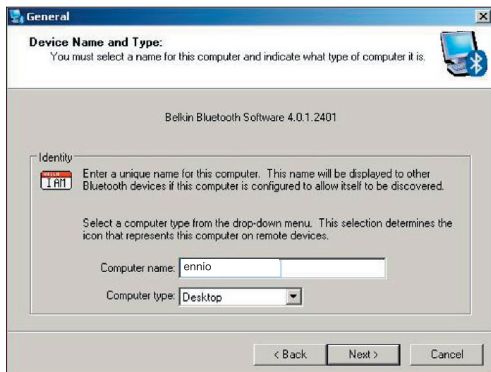 General
Device Name and Type:
You must select a name for this computer and indicate what type of computer it is.
Belkin Bluetooth Software 4.0.1.2401
Identity
HELLO
I AM
Enter a unique name for this computer. This name will be displayed to other
Bluetooth devices if this computer is configured to allow itself to be discovered.
Select a computer type from the drop-down menu. This selection determines the
icon that represents this computer on remote devices.
Computer name: ennio
Computer type: Desktop
< Back Next > Cancel